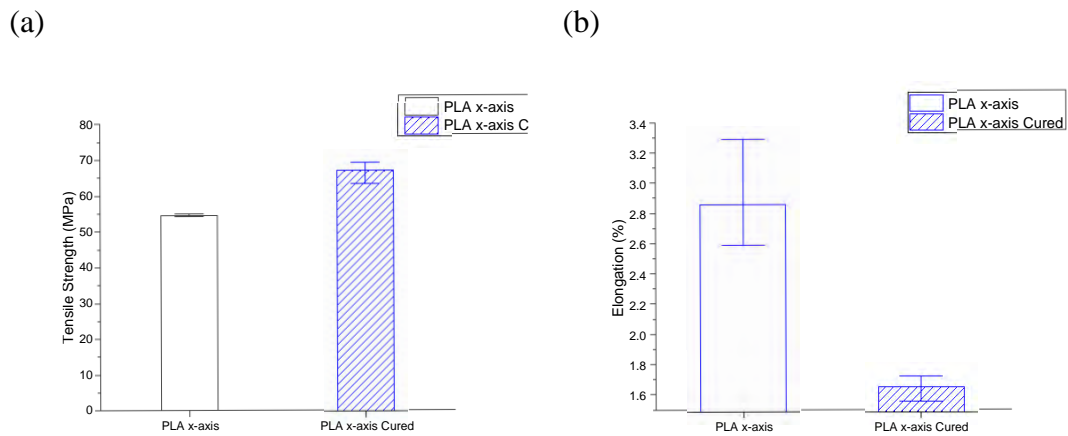 (a)
(b)
PLA x-axis
PLA x-axis C
PLA x-axis
PLA x-axis Cured
80
70
60
50
40
30
20
10
0
Tensile Strength (MPa)
PLA x-axis
PLA x-axis Cured
3.4
3.2
3.0
2.8
2.6
2.4
2.2
2.0
1.8
1.6
Elongation (%)
PLA x-axis
PLA x-axis Cured